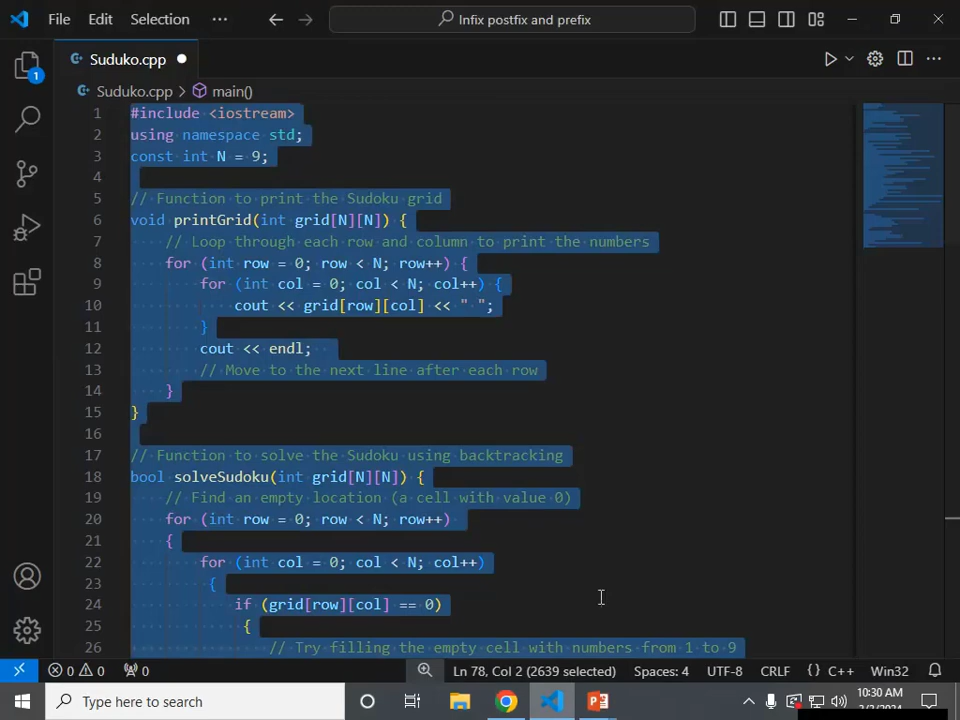 File Edit Selection ··· Infix postfix and prefix
Suduko.cpp
Suduko.cpp > main()
1 #include <iostream>
2 using namespace std;
3 const int N = 9;
4
5 // Function to print the Sudoku grid
6 void printGrid(int grid[N][N]) {
7 // Loop through each row and column to print the numbers
8 for (int row = 0; row < N; row++) {
9 for (int col = 0; col < N; col++) {
10 cout << grid[row][col] << " ";
11 }
12 cout << endl;
13 // Move to the next line after each row
14 }
15 }
16
17 // Function to solve the Sudoku using backtracking
18 bool solveSudoku(int grid[N][N]) {
19 // Find an empty location (a cell with value 0)
20 for (int row = 0; row < N; row++)
21 {
22 for (int col = 0; col < N; col++)
23 {
24 if (grid[row][col] == 0)
25 {
26 // Try filling the empty cell with numbers from 1 to 9
1
0 0 0 Ln 78, Col 2 (2639 selected) Spaces: 4 UTF-8 CRLF {} C++ Win32
Type here to search 10:30 AM